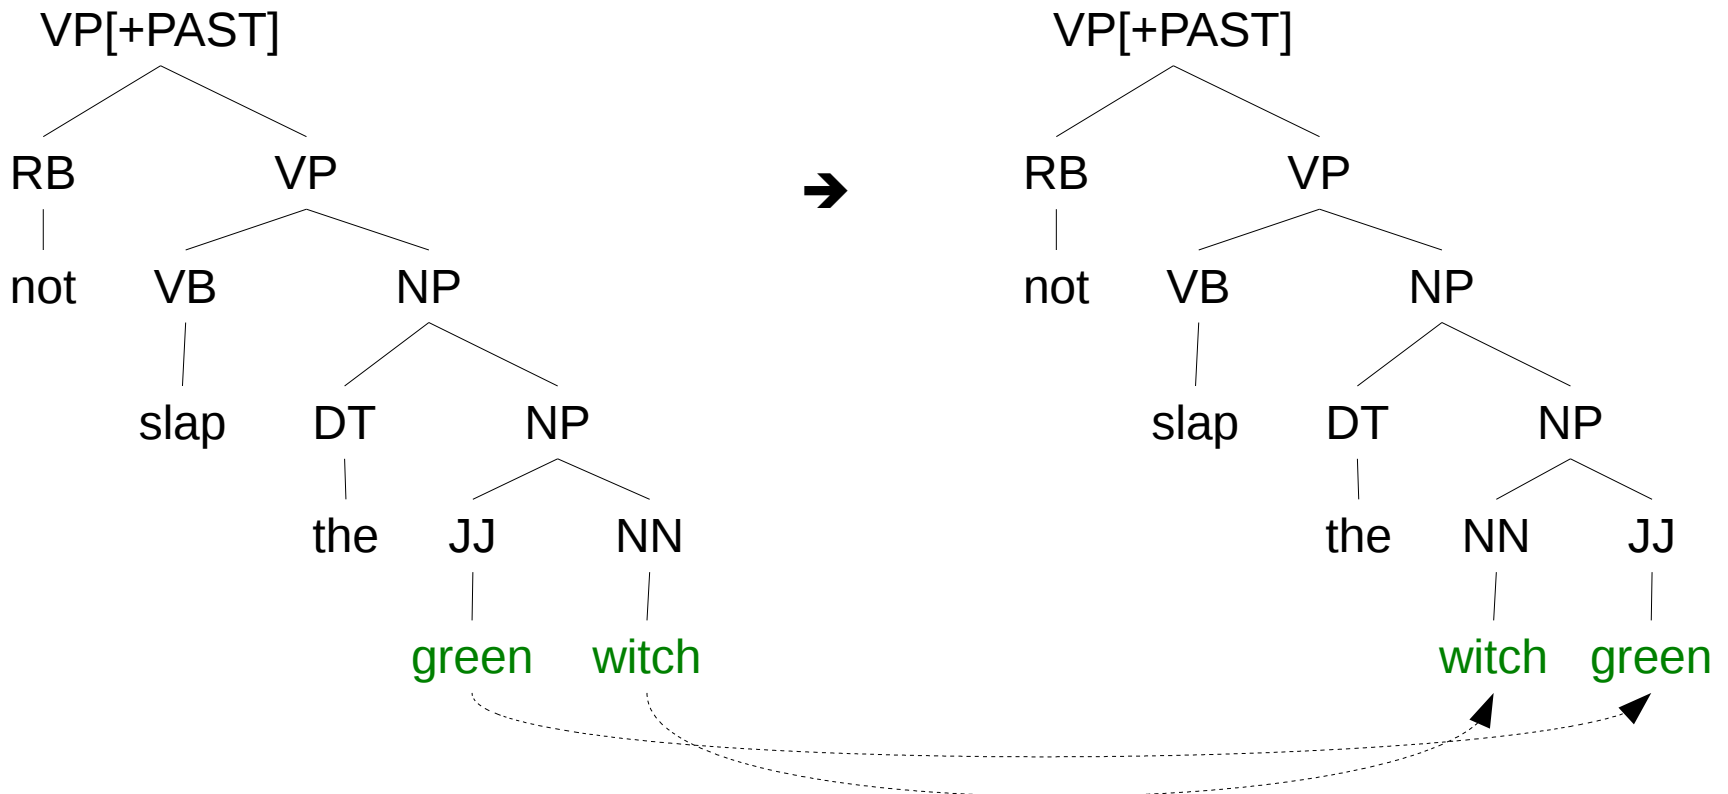 VP[+PAST] VP[+PAST]
RB VP ➔ RB VP
not VB NP not VB NP
slap DT NP slap DT NP
the JJ NN the NN JJ
green witch witch green